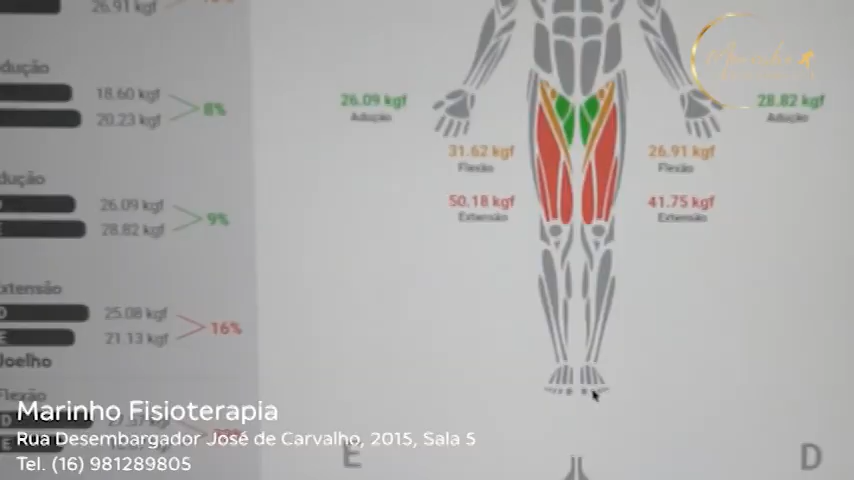 26.91 kgf
dução
18.60 kgf
8%
20.23 kgf
dução
26.09 kgf
9%
28.82 kgf
xtensão
D 25.08 kgf
16%
E 21.13 kgf
Joelho
Flexão
D
E
26.09 kgf
Adução
28.82 kgf
Adução
31.62 kgf
Flexão
26.91 kgf
Flexão
50.18 kgf
Extensão
41.75 kgf
Extensão
E
D
Marinho Fisioterapia
Rua Desembargador José de Carvalho, 2015, Sala 5
Tel. (16) 981289805